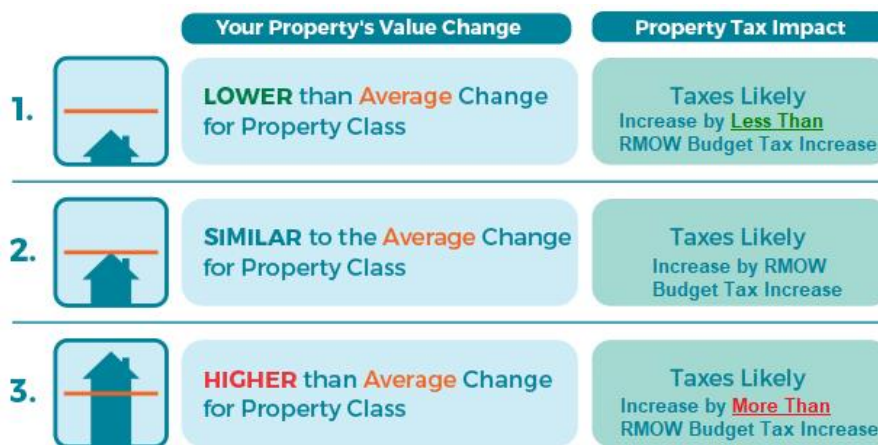 Your Property's Value Change
Property Tax Impact
1.
LOWER than Average Change
for Property Class
Taxes Likely
Increase by Less Than
RMOW Budget Tax Increase
2.
SIMILAR to the Average Change
for Property Class
Taxes Likely
Increase by RMOW
Budget Tax Increase
3.
HIGHER than Average Change
for Property Class
Taxes Likely
Increase by More Than
RMOW Budget Tax Increase